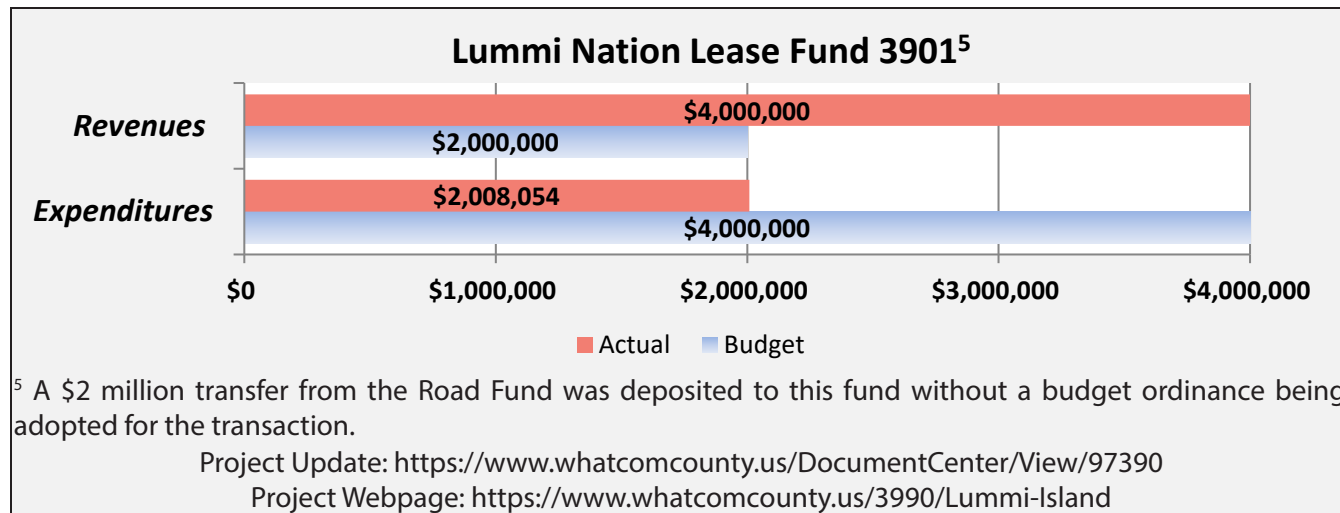 Lummi Nation Lease Fund 3901⁵
Revenues
$4,000,000
$2,000,000
Expenditures
$2,008,054
$4,000,000
$0 $1,000,000 $2,000,000 $3,000,000 $4,000,000
Actual Budget
⁵ A $2 million transfer from the Road Fund was deposited to this fund without a budget ordinance being
adopted for the transaction.
Project Update: https://www.whatcomcounty.us/DocumentCenter/View/97390
Project Webpage: https://www.whatcomcounty.us/3990/Lummi-Island